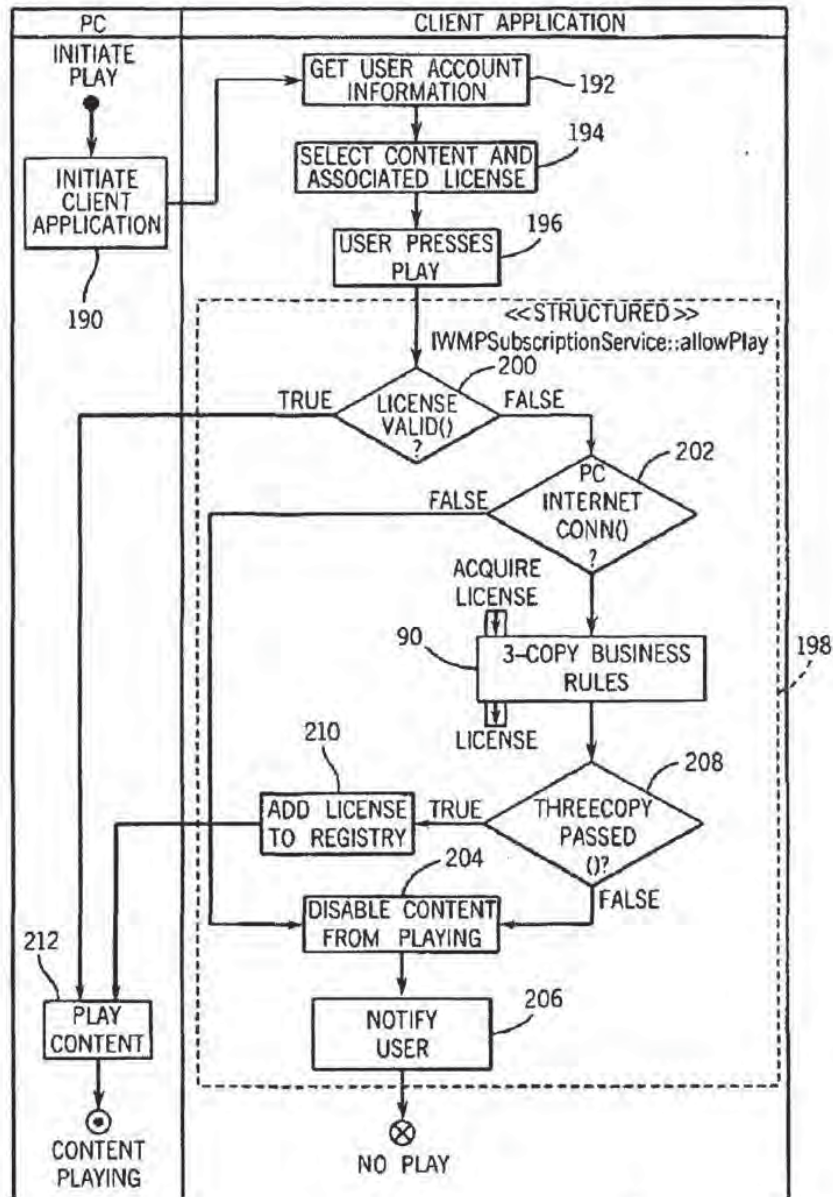 PC
CLIENT APPLICATION
INITIATE
PLAY
GET USER ACCOUNT
INFORMATION
192
194
SELECT CONTENT AND
ASSOCIATED LICENSE
INITIATE
CLIENT
APPLICATION
196
USER PRESSES
PLAY
190
<<STRUCTURED>>
IWMPSubscriptionService::allowPlay
200
TRUE
LICENSE
VALID()
?
FALSE
202
PC
INTERNET
CONN()
?
FALSE
ACQUIRE
LICENSE
90
3-COPY BUSINESS
RULES
198
LICENSE
210
208
ADD LICENSE
TO REGISTRY
TRUE
THREECOPY
PASSED
()?
204
FALSE
DISABLE CONTENT
FROM PLAYING
212
PLAY
CONTENT
206
NOTIFY
USER
CONTENT
PLAYING
NO PLAY